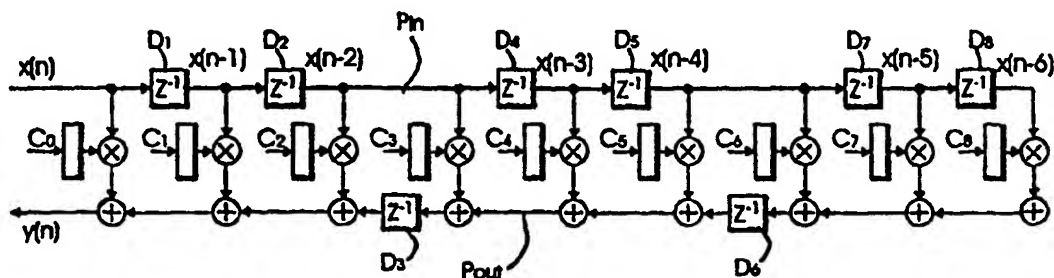 D1 D2 Pin D4 D5 D7 D8
x(n) x(n-1) x(n-2) x(n-3) x(n-4) x(n-5) x(n-6)
Z-1 Z-1 Z-1 Z-1 Z-1 Z-1
C0 C1 C2 C3 C4 C5 C6 C7 C8
Z-1 Z-1
y(n) D3 Pout D6